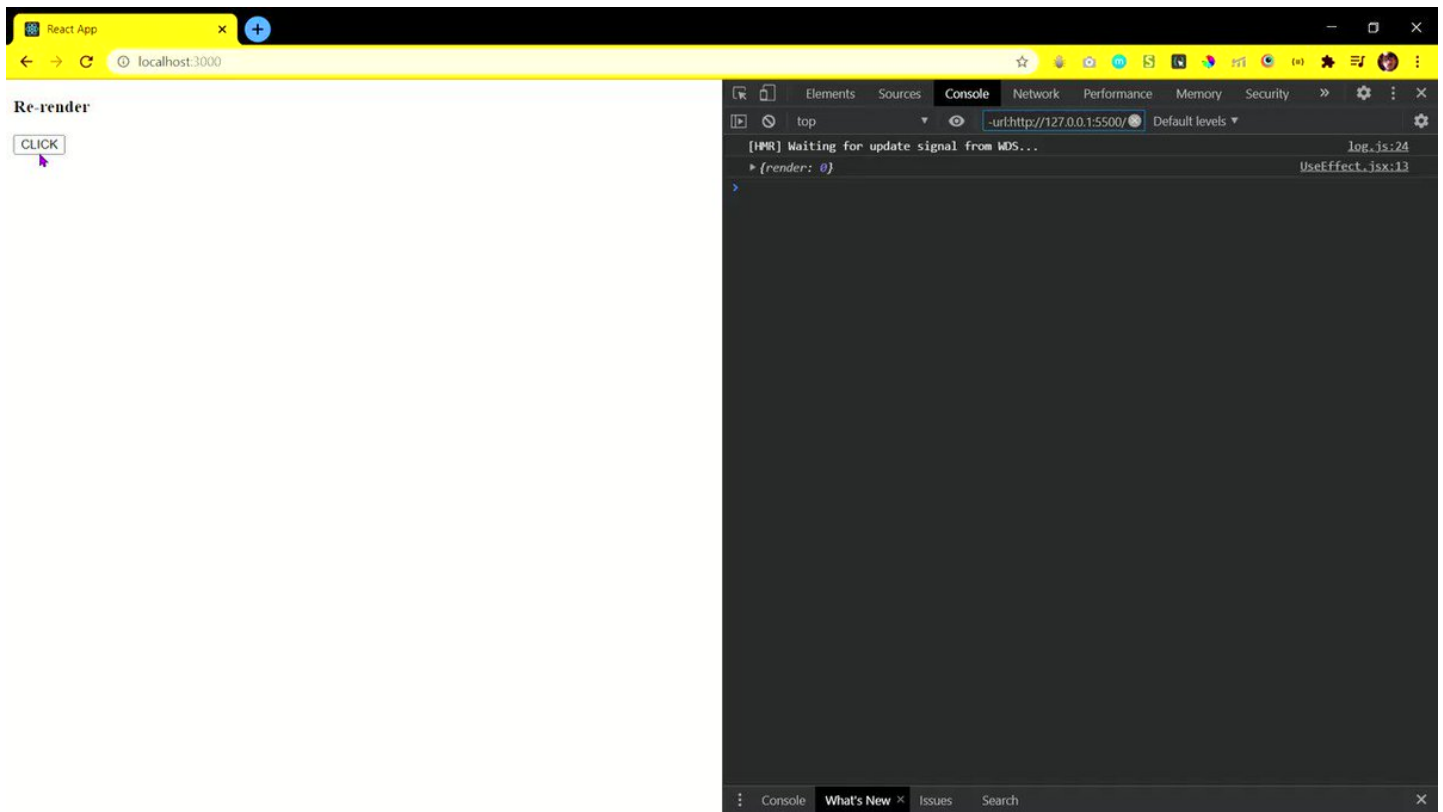 React App
localhost:3000
Re-render
CLICK
Elements Sources Console Network Performance Memory Security
top -url:http://127.0.0.1:5500/ Default levels
[HMR] Waiting for update signal from WDS... log.js:24
{render: 0} UseEffect.jsx:13
Console What's New Issues Search